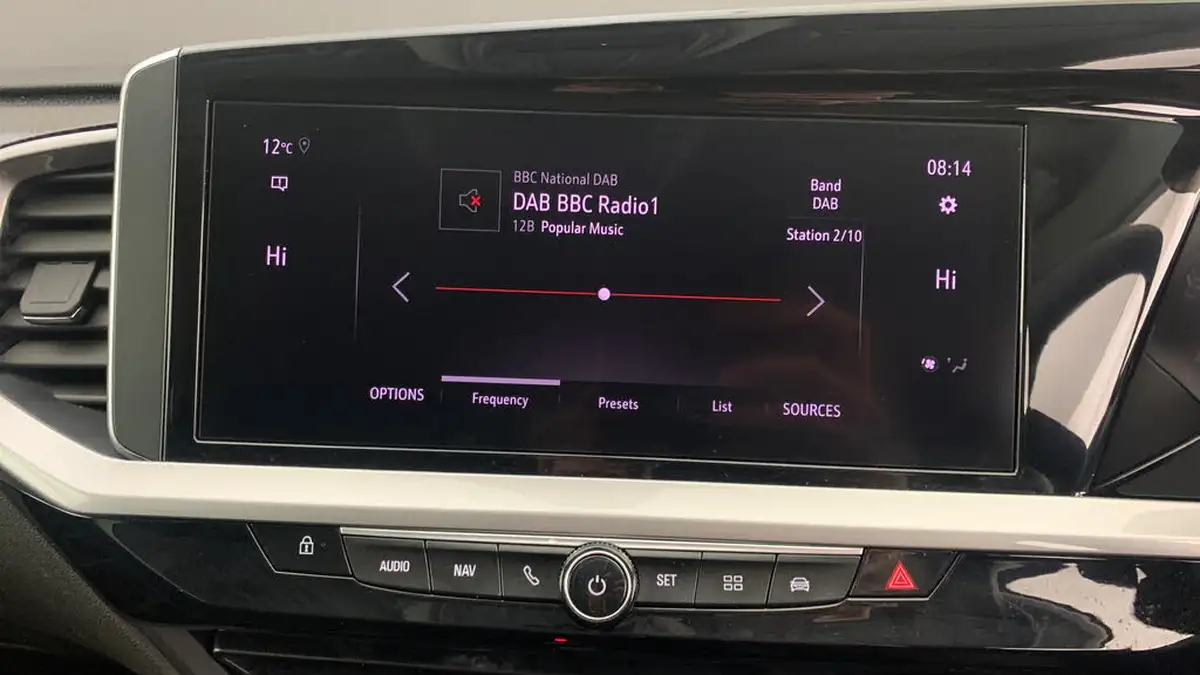 12°C
Hi
BBC National DAB
DAB BBC Radio1
12B Popular Music
Band
DAB
Station 2/10
08:14
Hi
OPTIONS
Frequency
Presets
List
SOURCES
AUDIO
NAV
SET